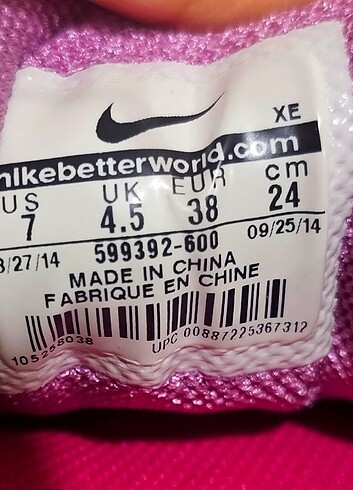 XE
nikebetterworld.com
US UK EUR cm
7 4.5 38 24
8/27/14 599392-600 09/25/14
MADE IN CHINA
FABRIQUE EN CHINE
105258038 UPC 00887225367312